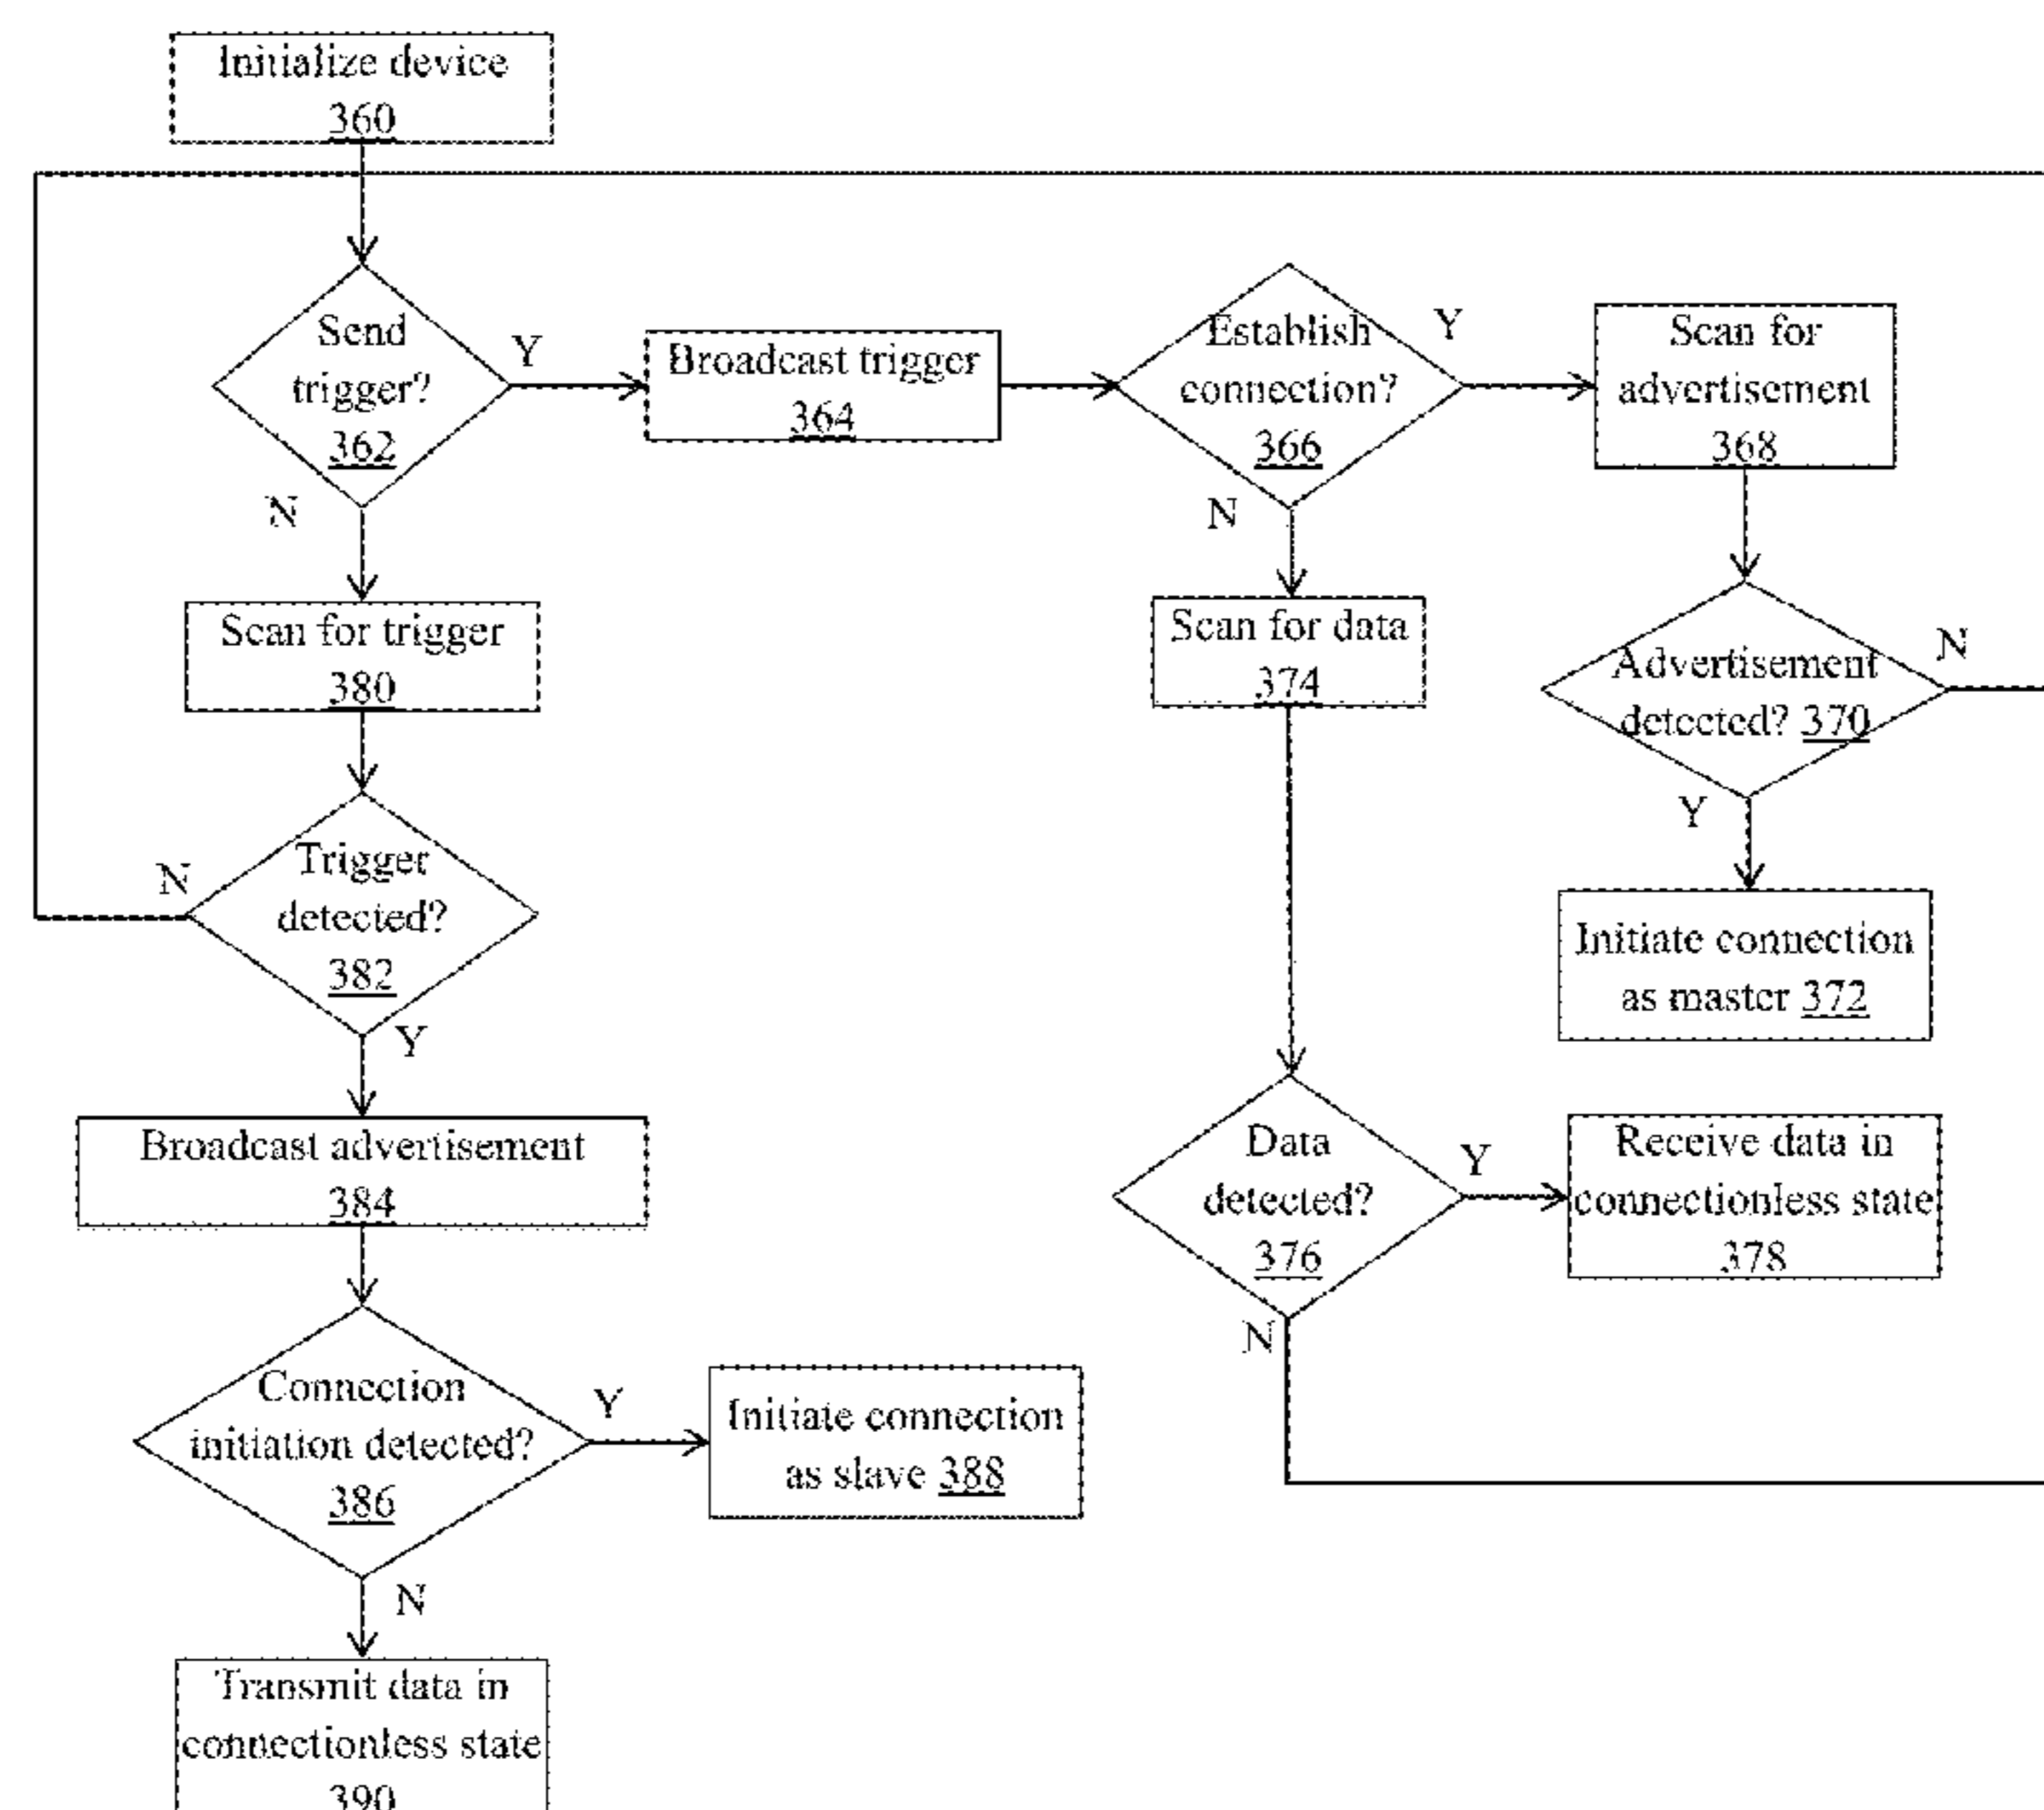 Initialize device
360
Send
trigger?
362
Y
N
Broadcast trigger
364
Establish
connection?
366
Y
N
Scan for
advertisement
368
Advertisement
detected? 370
N
Y
Initiate connection
as master 372
Scan for data
374
Data
detected?
376
Y
N
Receive data in
connectionless state
378
Scan for trigger
380
Trigger
detected?
382
N
Y
Broadcast advertisement
384
Connection
initiation detected?
386
Y
N
Initiate connection
as slave 388
Transmit data in
connectionless state
390